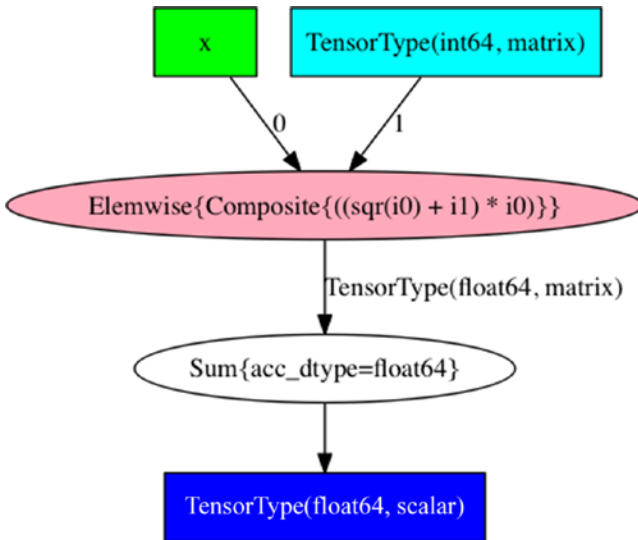 x
TensorType(int64, matrix)
0
1
Elemwise{Composite{((sqr(i0) + i1) * i0)}}
TensorType(float64, matrix)
Sum{acc_dtype=float64}
TensorType(float64, scalar)